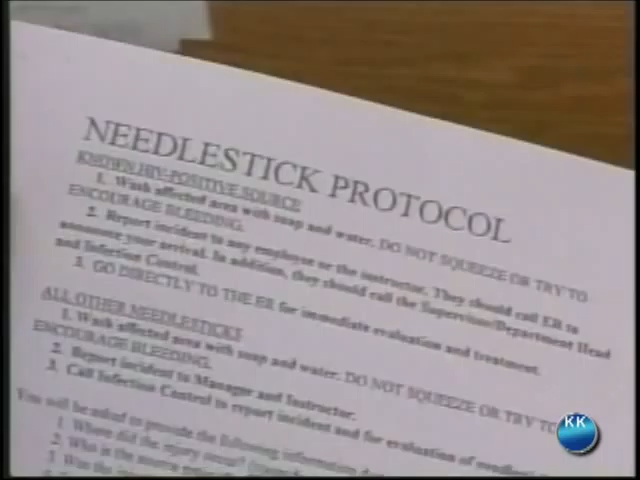 NEEDLESTICK PROTOCOL
KNOWN HIV-POSITIVE SOURCE
1. Wash affected area with soap and water. DO NOT SQUEEZE OR TRY TO
ENCOURAGE BLEEDING.
2. Report incident to any employee or the instructor. They should call ER to
announce your arrival. In addition, they should call the Supervisor/Department Head
and Infection Control.
3. GO DIRECTLY TO THE ER for immediate evaluation and treatment.
ALL OTHER NEEDLESTICKS
1. Wash affected area with soap and water. DO NOT SQUEEZE OR TRY TO
ENCOURAGE BLEEDING.
2. Report incident to Manager and Instructor.
3. Call Infection Control to report incident and for evaluation of
You will be asked to provide the following information
1. Where did the injury occur?
2. Who is the source
3. Was the
KK